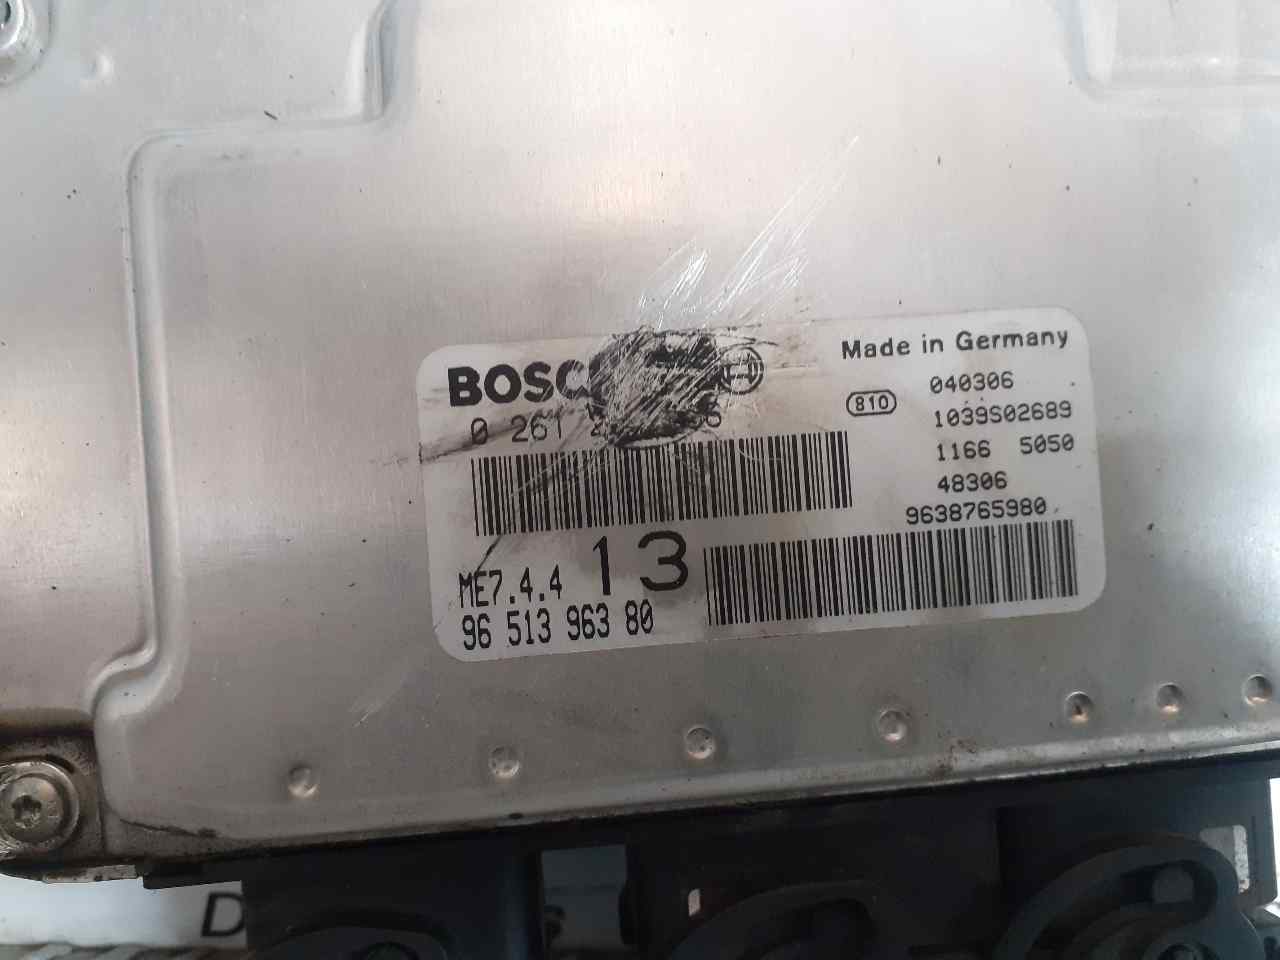 BOSC
Made in Germany
040306
0 261
810
1039S02689
1166 5050
48306
9638765980
ME7.4.4 13
96 513 963 80
D